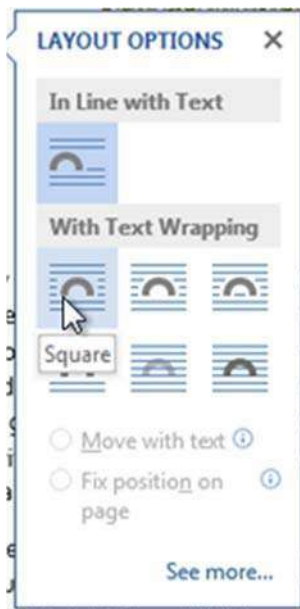 LAYOUT OPTIONS
In Line with Text
With Text Wrapping
Square
Move with text
Fix position on
page
See more...